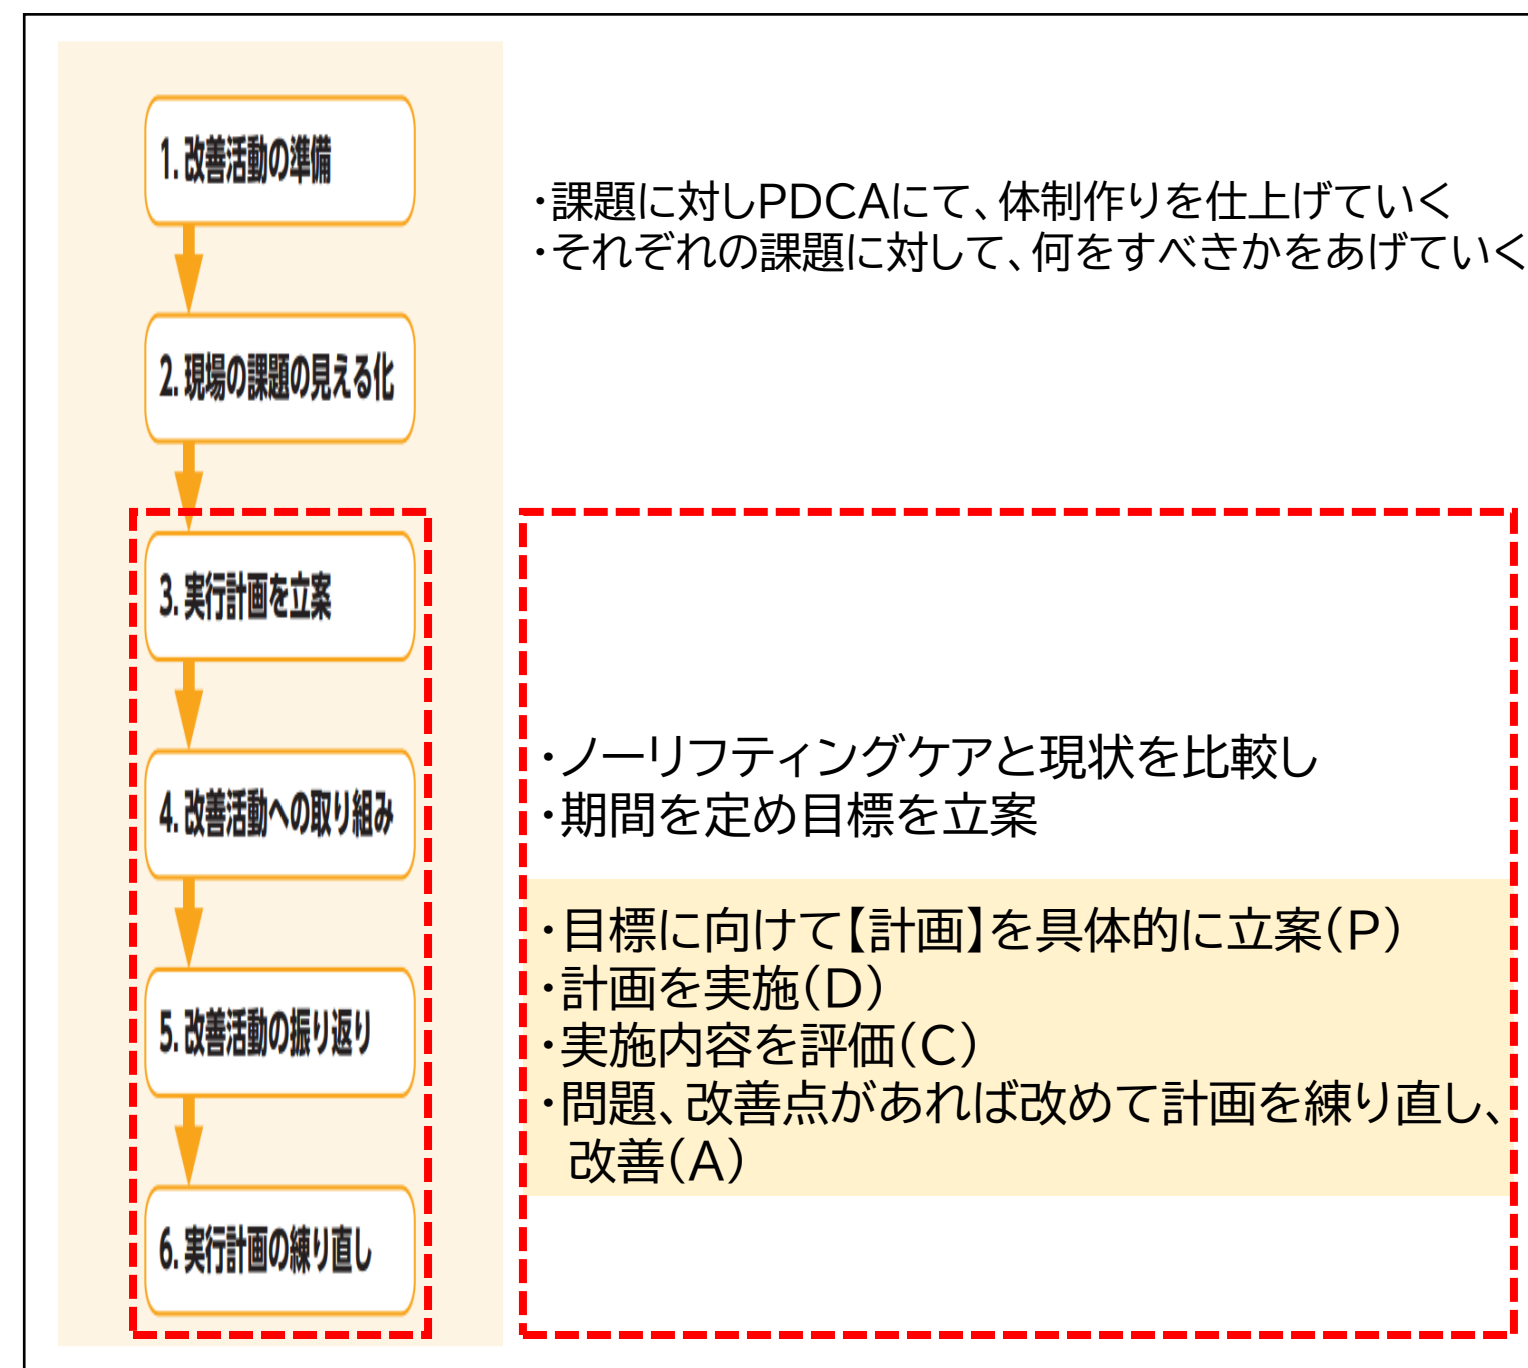 1. 改善活動の準備
2. 現場の課題の見える化
3. 実行計画を立案
4. 改善活動への取り組み
5. 改善活動の振り返り
6. 実行計画の練り直し
・課題に対しPDCAにて、体制作りを仕上げていく
・それぞれの課題に対して、何をすべきかをあげていく
・ノーリフティングケアと現状を比較し
・期間を定め目標を立案
・目標に向けて【計画】を具体的に立案(P)
・計画を実施(D)
・実施内容を評価(C)
・問題、改善点があれば改めて計画を練り直し、
改善(A)